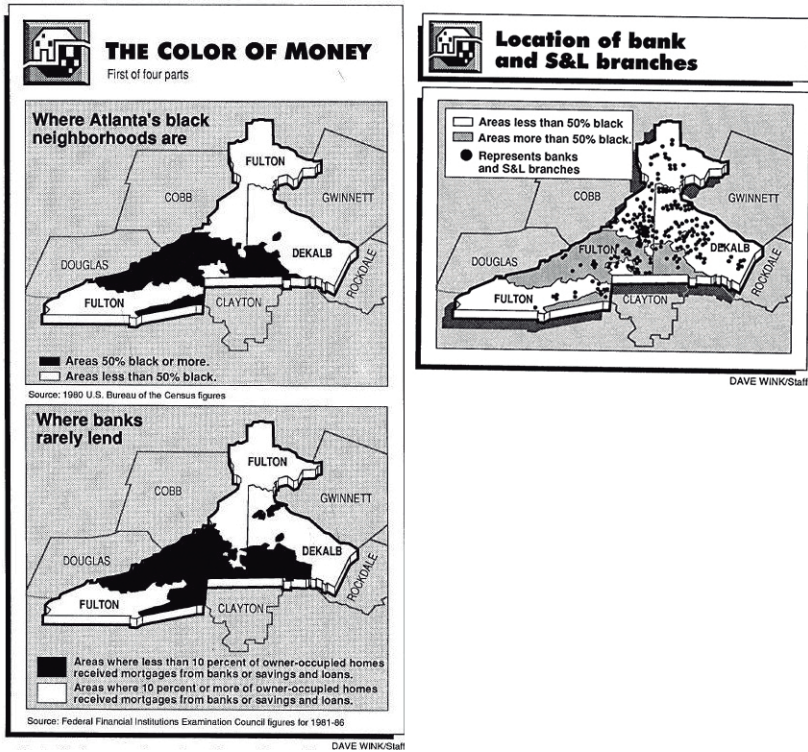 THE COLOR OF MONEY
First of four parts
Where Atlanta's black
neighborhoods are
FULTON
COBB
GWINNETT
DEKALB
DOUGLAS
ROCKDALE
FULTON
CLAYTON
Areas 50% black or more.
Areas less than 50% black.
Source: 1980 U.S. Bureau of the Census figures
Where banks
rarely lend
FULTON
COBB
GWINNETT
DEKALB
DOUGLAS
ROCKDALE
FULTON
CLAYTON
Areas where less than 10 percent of owner-occupied homes
received mortgages from banks or savings and loans.
Areas where 10 percent or more of owner-occupied homes
received mortgages from banks or savings and loans.
Source: Federal Financial Institutions Examination Council figures for 1981-86
DAVE WINK/Staff
Location of bank
and S&L branches
Areas less than 50% black
Areas more than 50% black.
Represents banks
and S&L branches
FULTON
COBB
GWINNETT
FULTON
DEKALB
DOUGLAS
ROCKDALE
FULTON
CLAYTON
DAVE WINK/Staff